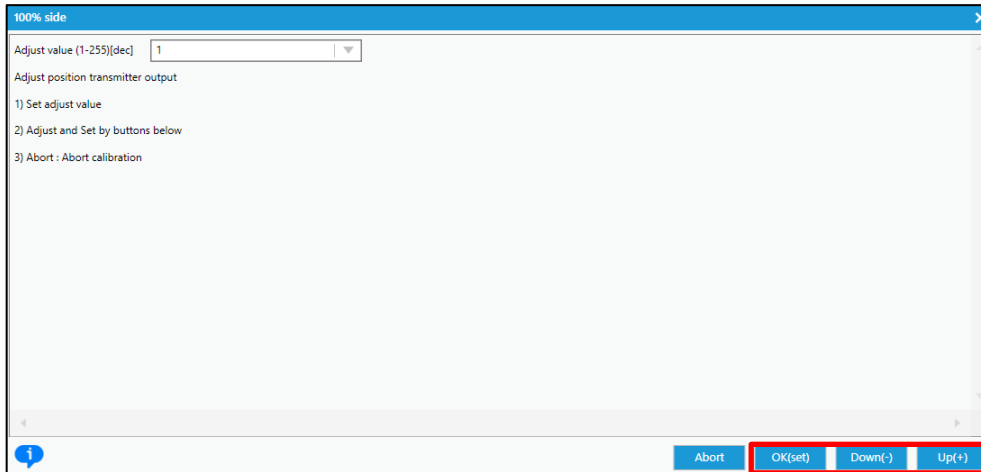 100% side
Adjust value (1-255)[dec] 1
Adjust position transmitter output
1) Set adjust value
2) Adjust and Set by buttons below
3) Abort : Abort calibration
Abort OK(set) Down(-) Up(+)